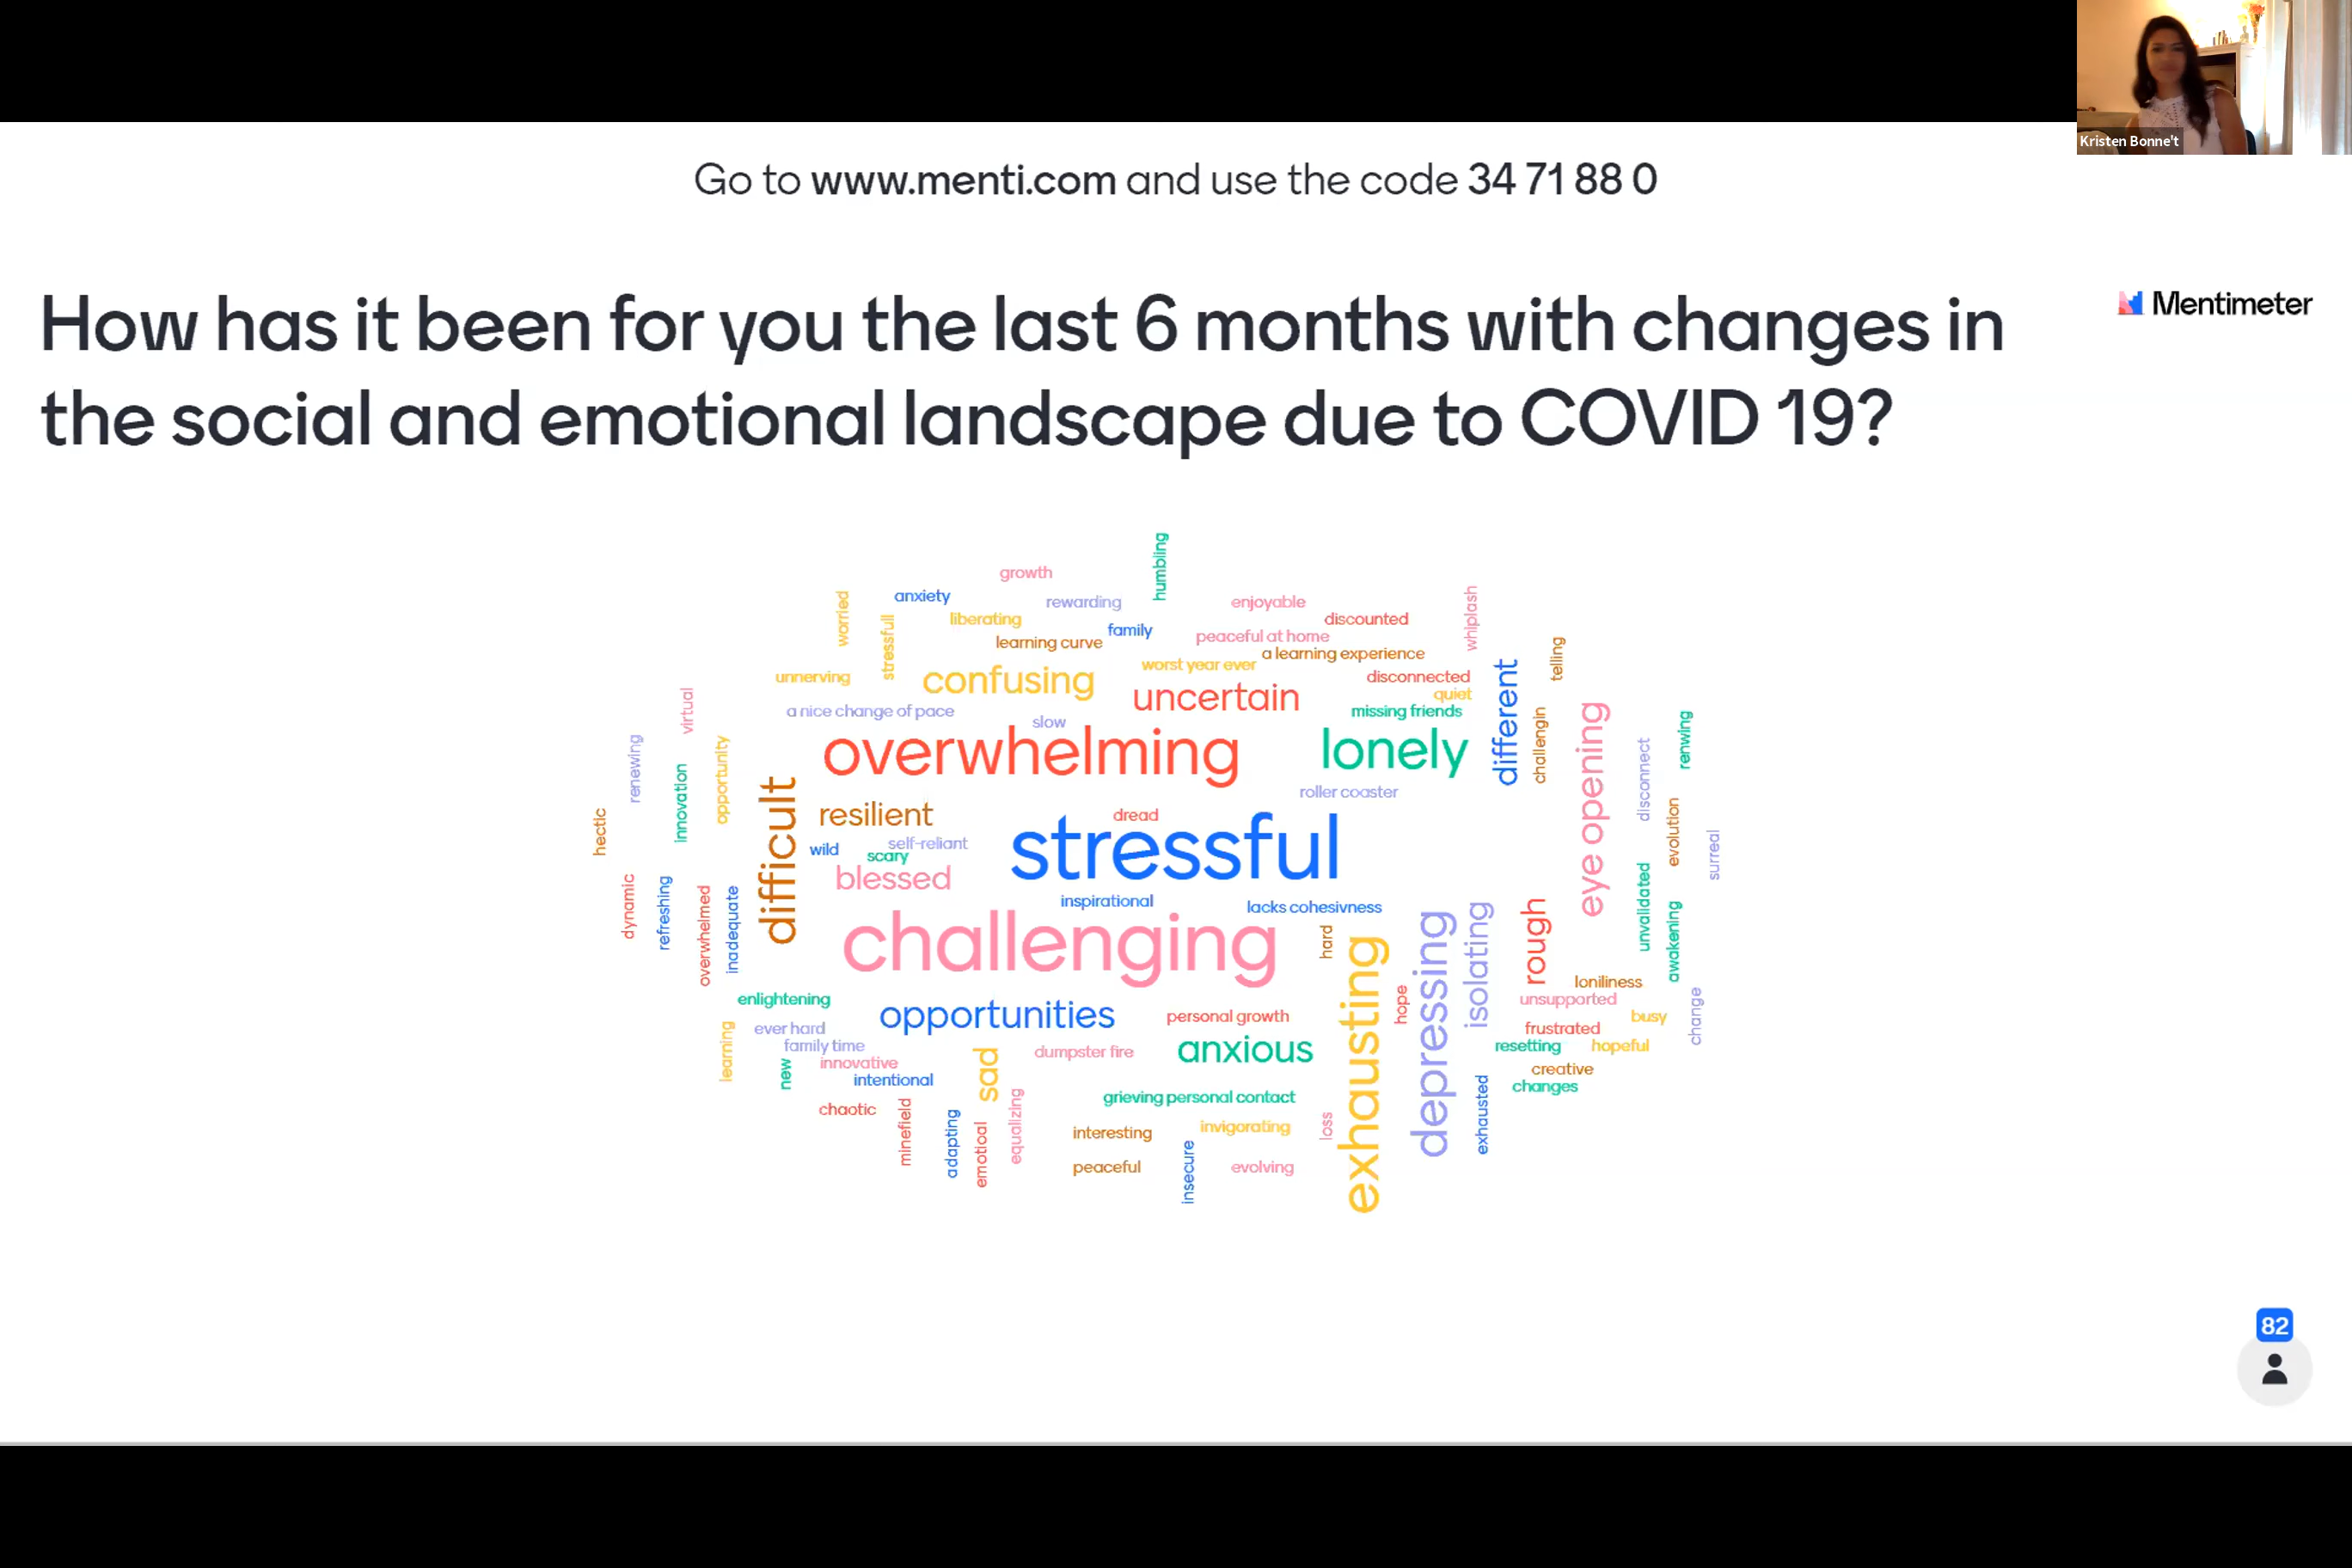 Kristen Bonne't
Go to www.menti.com and use the code 34 71 88 0
Mentimeter
How has it been for you the last 6 months with changes in
the social and emotional landscape due to COVID 19?
humbling
growth
worried
anxiety
rewarding
enjoyable
whiplash
stressfull
liberating
family
discounted
learning curve
peaceful at home
telling
a learning experience
worst year ever
unnerving
confusing
uncertain
disconnected
quiet
different
virtual
a nice change of pace
slow
missing friends
challengin
eye opening
renwing
renewing
innovation
opportunity
overwhelming
lonely
disconnect
hectic
difficult
resilient
roller coaster
evolution
dread
stressful
surreal
wild
self-reliant
scary
blessed
dynamic
refreshing
overwhelmed
inadequate
inspirational
lacks cohesivness
unvalidated
awakening
challenging
hard
exhausting
depressing
isolating
rough
loniliness
enlightening
opportunities
personal growth
hope
unsupported
busy
change
learning
ever hard
frustrated
family time
dumpster fire
anxious
resetting
hopeful
new
innovative
sad
creative
intentional
changes
exhausted
chaotic
minefield
adapting
emotioal
equalizing
grieving personal contact
interesting
invigorating
loss
peaceful
insecure
evolving
82